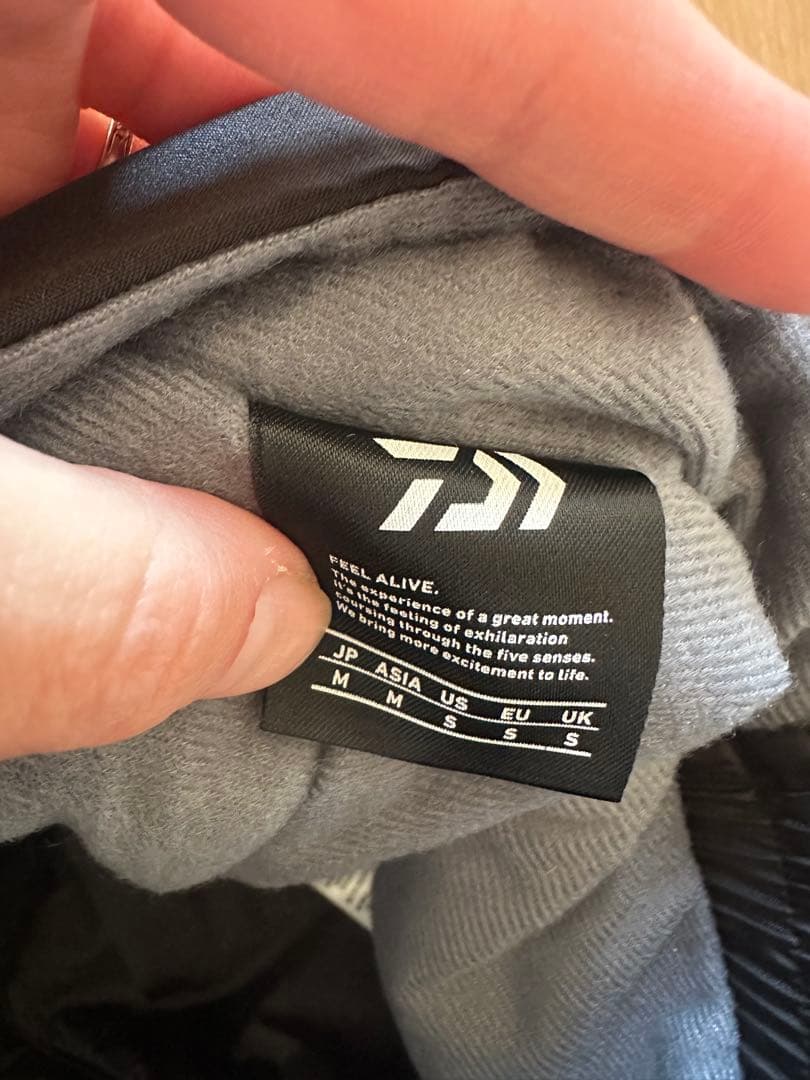 FEEL ALIVE.
The experience of a great moment.
It's the feeling of exhilaration
coursing through the five senses.
We bring more excitement to life.
JP ASIA US EU UK
M M S S S